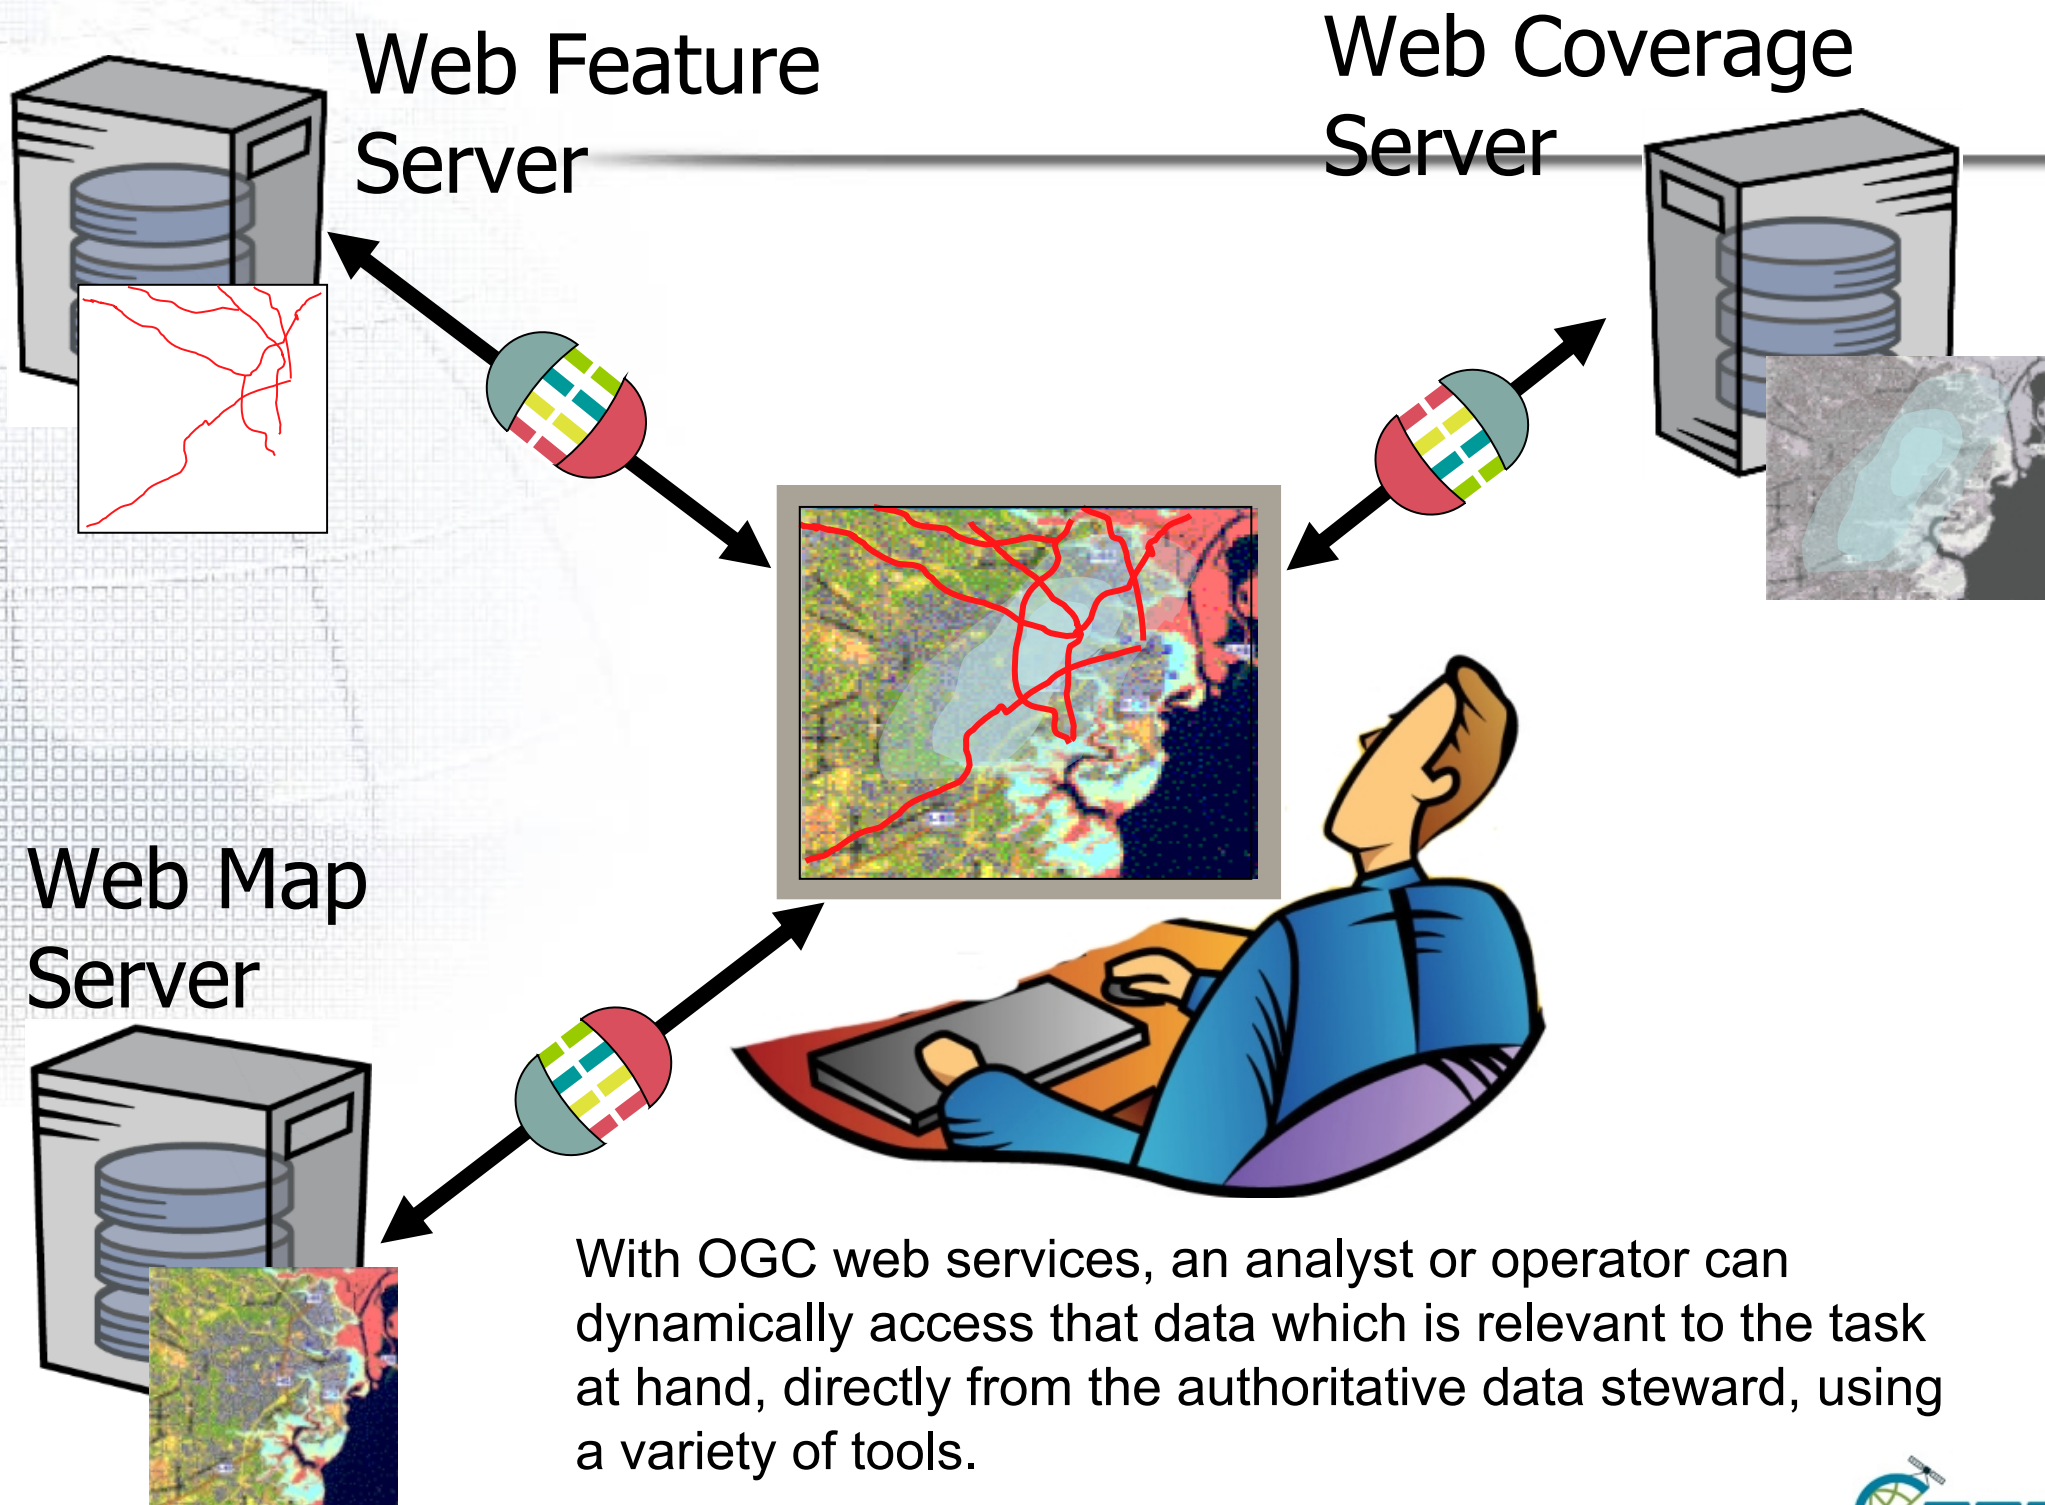 Web Feature
Server
Web Coverage
Server
Web Map
Server
With OGC web services, an analyst or operator can
dynamically access that data which is relevant to the task
at hand, directly from the authoritative data steward, using
a variety of tools.